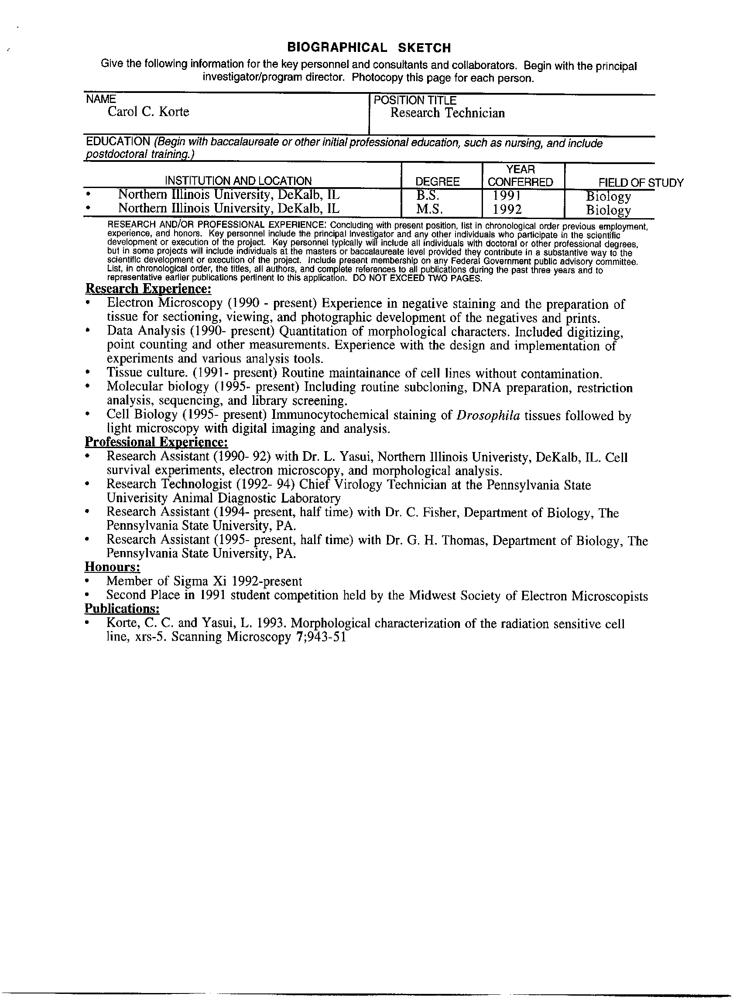 BIOGRAPHICAL SKETCH
Give the following information for the key personnel and consultants and collaborators. Begin with the principal
investigator/program director. Photocopy this page for each person.
NAME
Carol C. Korte
POSITION TITLE
Research Technician
EDUCATION (Begin with baccalaureate or other initial professional education, such as nursing, and include
postdoctoral training.)
INSTITUTION AND LOCATION DEGREE YEAR CONFERRED FIELD OF STUDY
• Northern Illinois University, DeKalb, IL B.S. 1991 Biology
• Northern Illinois University, DeKalb, IL M.S. 1992 Biology
RESEARCH AND/OR PROFESSIONAL EXPERIENCE: Concluding with present position, list in chronological order previous employment,
experience, and honors. Key personnel include the principal investigator and any other individuals who participate in the scientific
development or execution of the project. Key personnel typically will include all individuals with doctoral or other professional degrees,
but in some projects will include individuals at the masters or baccalaureate level provided they contribute in a substantive way to the
scientific development or execution of the project. Include present membership on any Federal Government public advisory committee.
List, in chronological order, the titles, all authors, and complete references to all publications during the past three years and to
representative earlier publications pertinent to this application. DO NOT EXCEED TWO PAGES.
Research Experience:
• Electron Microscopy (1990 - present) Experience in negative staining and the preparation of
tissue for sectioning, viewing, and photographic development of the negatives and prints.
• Data Analysis (1990- present) Quantitation of morphological characters. Included digitizing,
point counting and other measurements. Experience with the design and implementation of
experiments and various analysis tools.
• Tissue culture. (1991- present) Routine maintainance of cell lines without contamination.
• Molecular biology (1995- present) Including routine subcloning, DNA preparation, restriction
analysis, sequencing, and library screening.
• Cell Biology (1995- present) Immunocytochemical staining of Drosophila tissues followed by
light microscopy with digital imaging and analysis.
Professional Experience:
• Research Assistant (1990- 92) with Dr. L. Yasui, Northern Illinois Univeristy, DeKalb, IL. Cell
survival experiments, electron microscopy, and morphological analysis.
• Research Technologist (1992- 94) Chief Virology Technician at the Pennsylvania State
Univerisity Animal Diagnostic Laboratory
• Research Assistant (1994- present, half time) with Dr. C. Fisher, Department of Biology, The
Pennsylvania State University, PA.
• Research Assistant (1995- present, half time) with Dr. G. H. Thomas, Department of Biology, The
Pennsylvania State University, PA.
Honours:
• Member of Sigma Xi 1992-present
• Second Place in 1991 student competition held by the Midwest Society of Electron Microscopists
Publications:
• Korte, C. C. and Yasui, L. 1993. Morphological characterization of the radiation sensitive cell
line, xrs-5. Scanning Microscopy 7;943-51